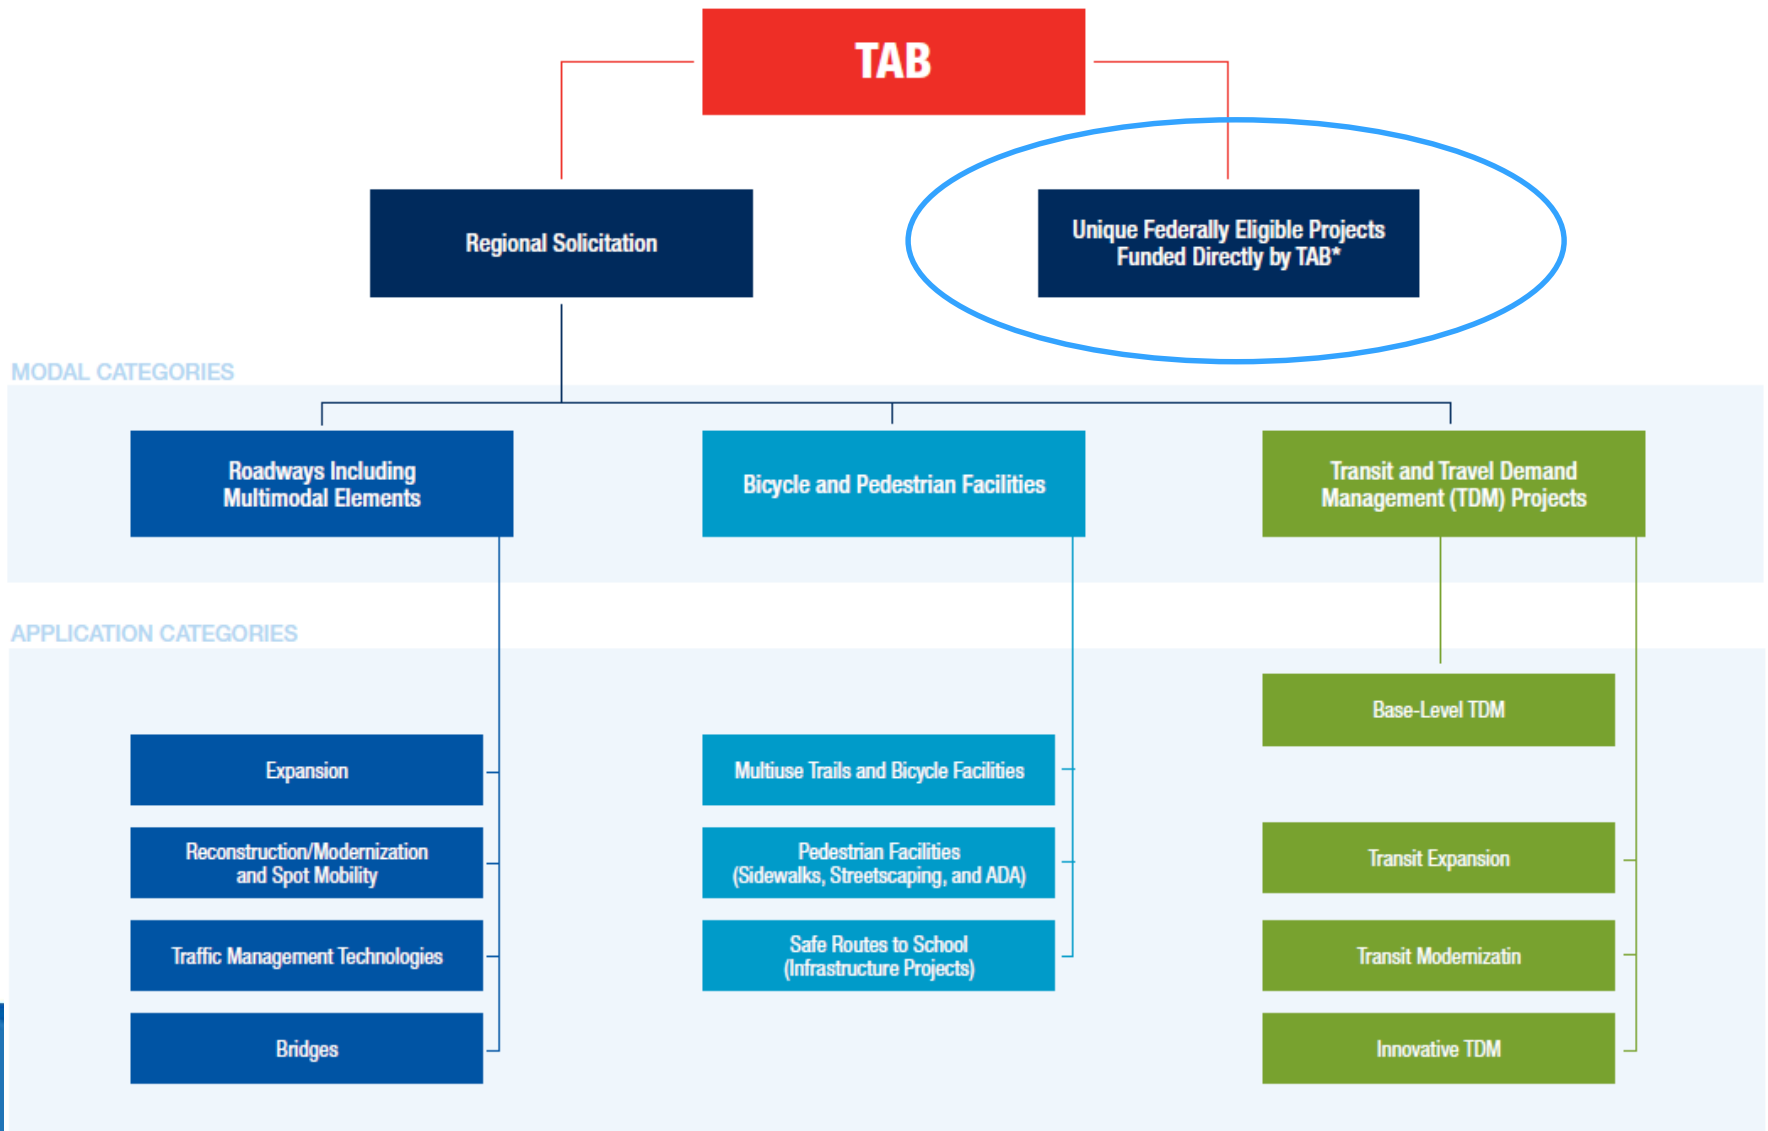 TAB
Regional Solicitation
Unique Federally Eligible Projects
Funded Directly by TAB*
MODAL CATEGORIES
Roadways Including
Multimodal Elements
Bicycle and Pedestrian Facilities
Transit and Travel Demand
Management (TDM) Projects
APPLICATION CATEGORIES
Expansion
Reconstruction/Modernization
and Spot Mobility
Traffic Management Technologies
Bridges
Multiuse Trails and Bicycle Facilities
Pedestrian Facilities
(Sidewalks, Streetscaping, and ADA)
Safe Routes to School
(Infrastructure Projects)
Base-Level TDM
Transit Expansion
Transit Modernizatin
Innovative TDM